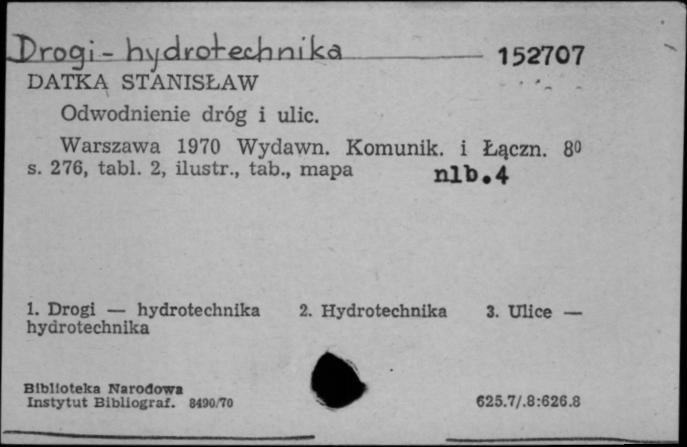 Drogi - hydrotechnika 152707
DATKA STANISŁAW
Odwodnienie dróg i ulic.
Warszawa 1970 Wydawn. Komunik. i Łączn. 8⁰
s. 276, tabl. 2, ilustr., tab., mapa nlb.4
1. Drogi — hydrotechnika 2. Hydrotechnika 3. Ulice —
hydrotechnika
Biblioteka Narodowa
Instytut Bibliograf. 8490/70 625.7/.8:626.8